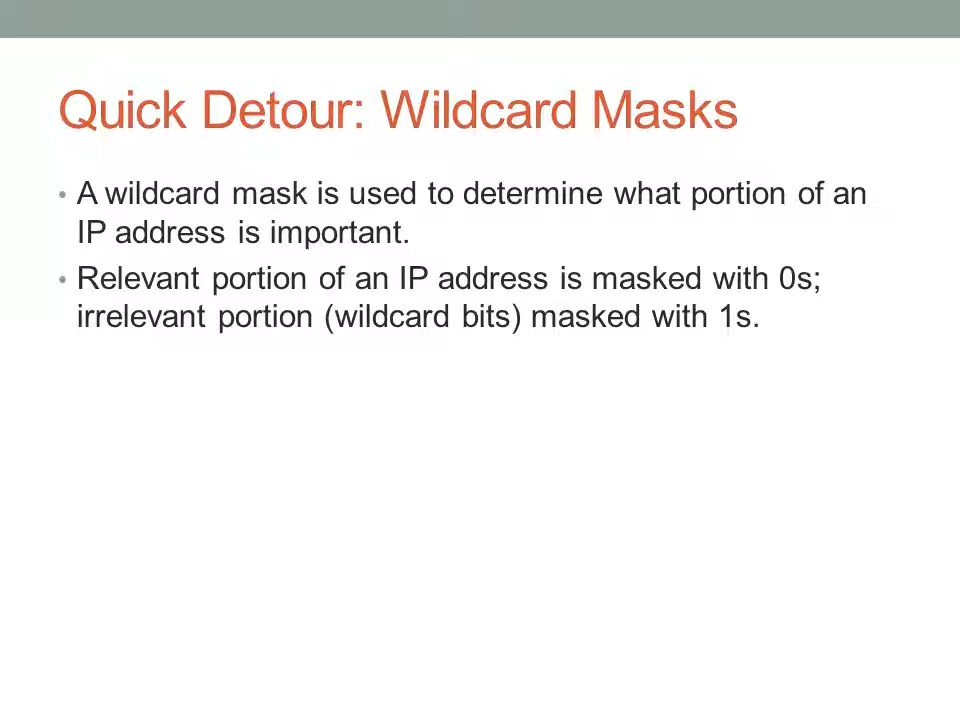 Quick Detour: Wildcard Masks
• A wildcard mask is used to determine what portion of an
IP address is important.
• Relevant portion of an IP address is masked with 0s;
irrelevant portion (wildcard bits) masked with 1s.